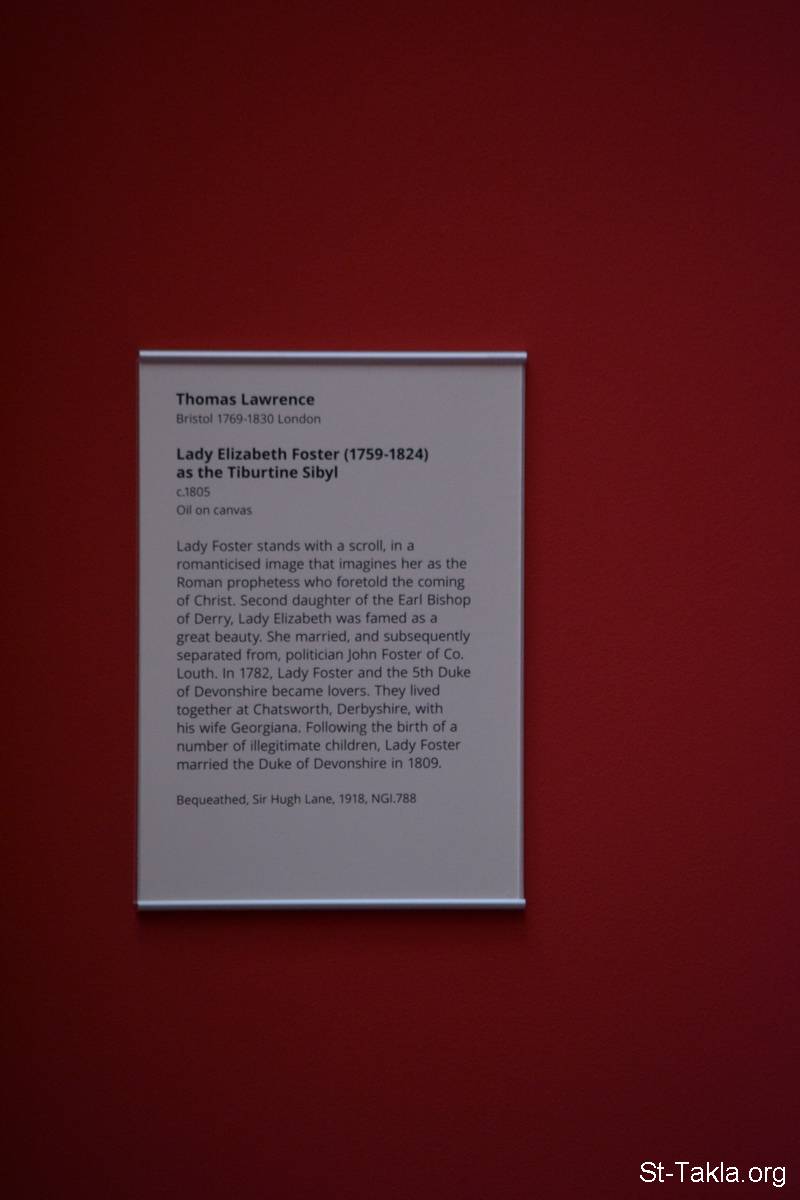 Thomas Lawrence
Bristol 1769-1830 London
Lady Elizabeth Foster (1759-1824)
as the Tiburtine Sibyl
c.1805
Oil on canvas
Lady Foster stands with a scroll, in a
romanticised image that imagines her as the
Roman prophetess who foretold the coming
of Christ. Second daughter of the Earl Bishop
of Derry, Lady Elizabeth was famed as a
great beauty. She married, and subsequently
separated from, politician John Foster of Co.
Louth. In 1782, Lady Foster and the 5th Duke
of Devonshire became lovers. They lived
together at Chatsworth, Derbyshire, with
his wife Georgiana. Following the birth of a
number of illegitimate children, Lady Foster
married the Duke of Devonshire in 1809.
Bequeathed, Sir Hugh Lane, 1918, NGI.788
St-Takla.org